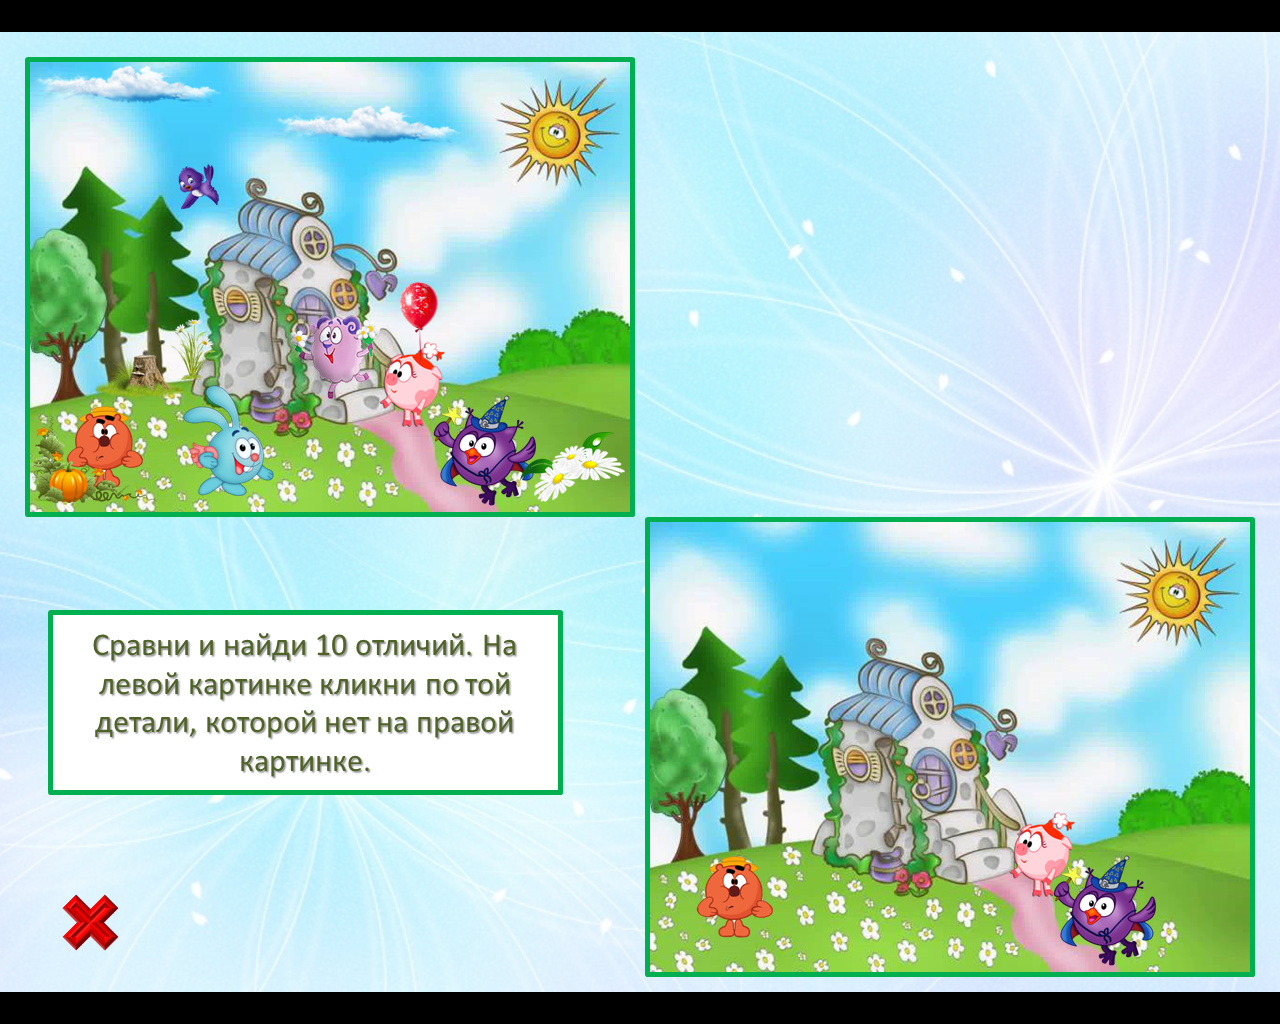 Сравни и найди 10 отличий. На
левой картинке кликни по той
детали, которой нет на правой
картинке.